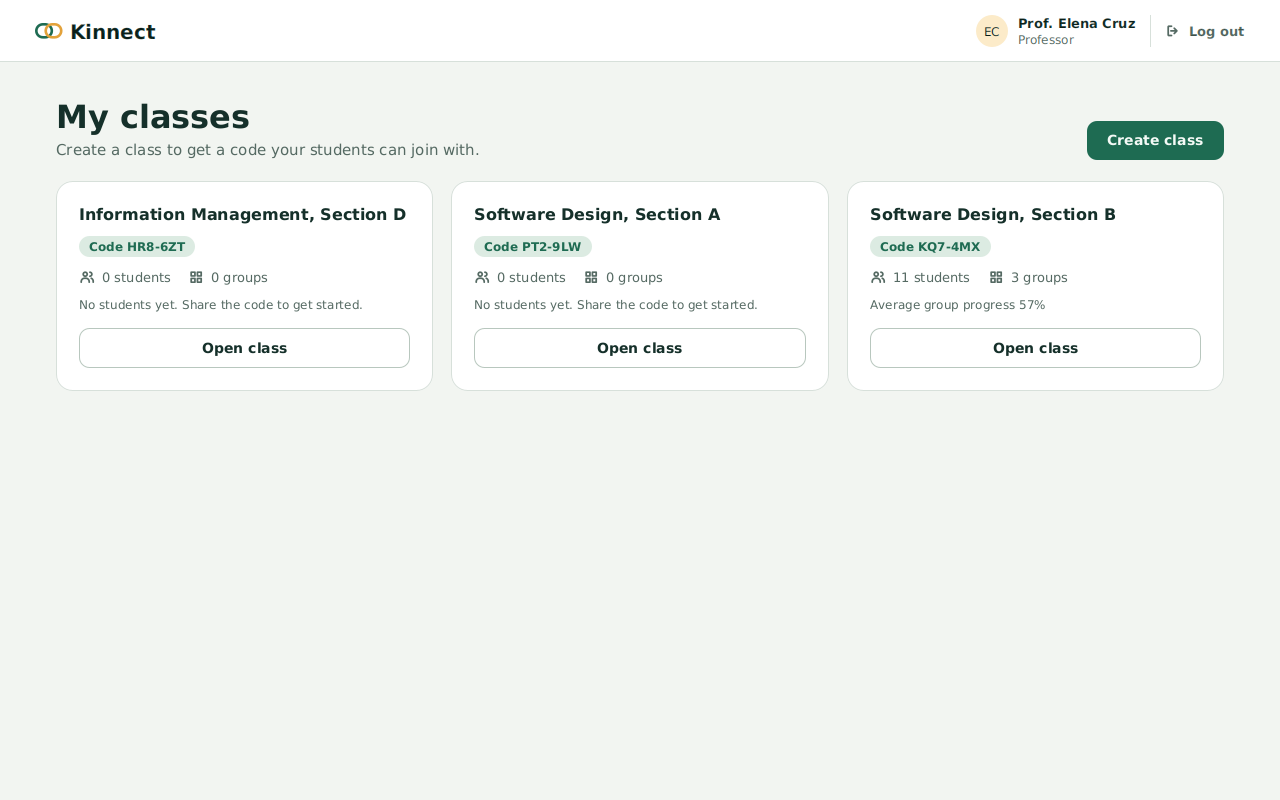 Kinnect
EC
Prof. Elena Cruz
Professor
Log out
My classes
Create a class to get a code your students can join with.
Create class
Information Management, Section D
Code HR8-6ZT
0 students 0 groups
No students yet. Share the code to get started.
Open class
Software Design, Section A
Code PT2-9LW
0 students 0 groups
No students yet. Share the code to get started.
Open class
Software Design, Section B
Code KQ7-4MX
11 students 3 groups
Average group progress 57%
Open class